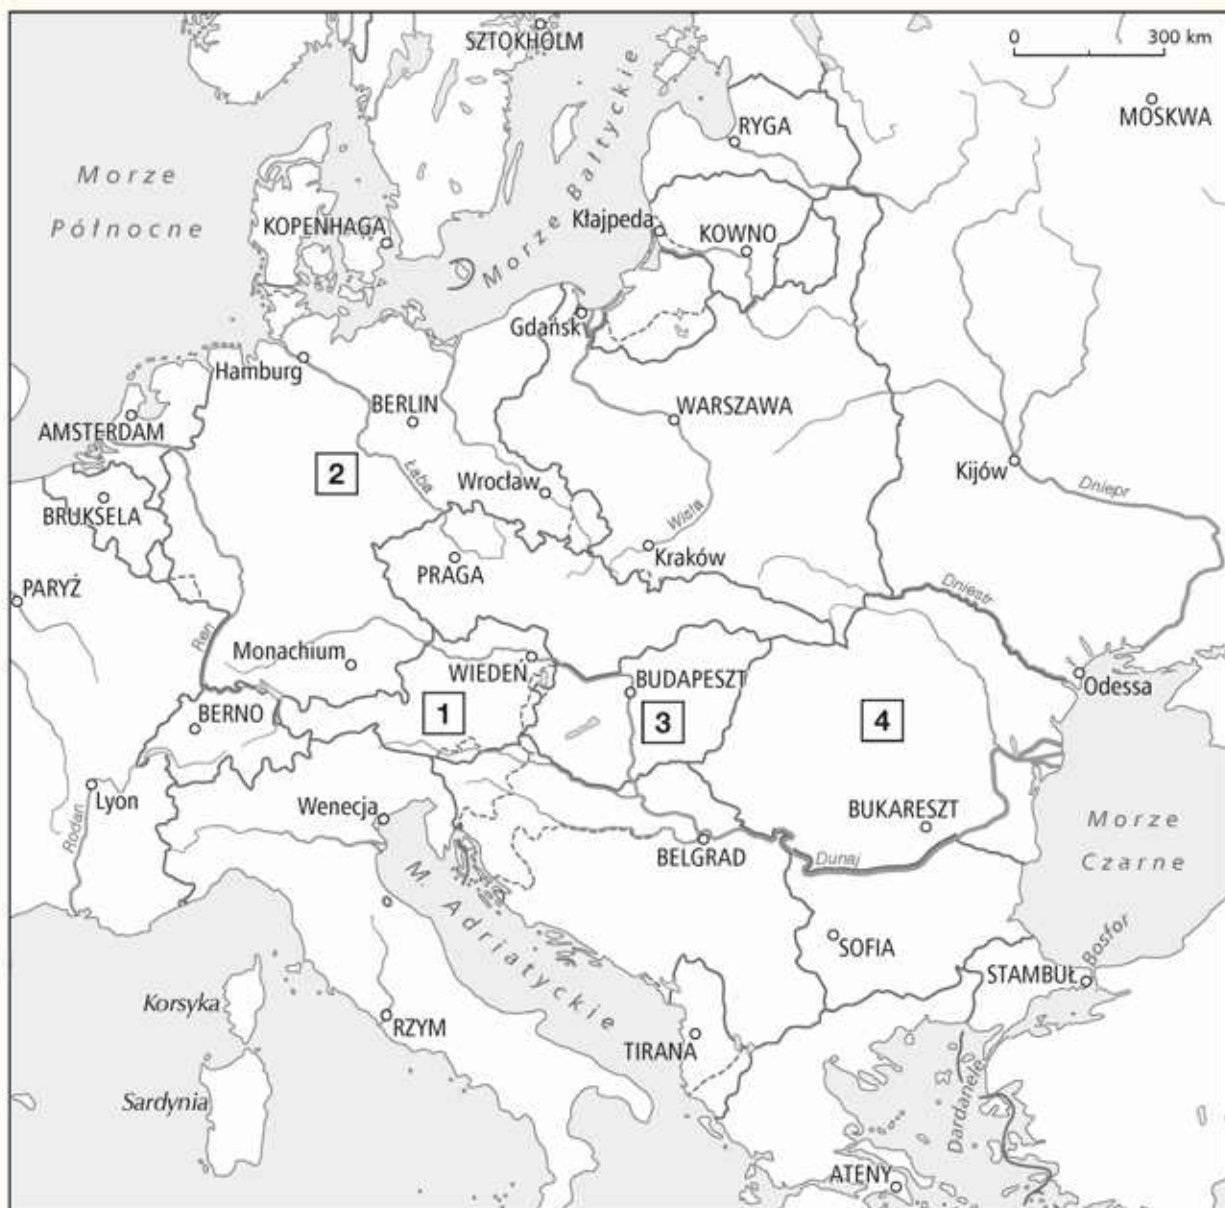 SZTOKHOLM
0 300 km
MOSKWA
RYGA
Morze
Północne
Morze Bałtyckie
KOPENHAGA
Kłajpeda
KOWNO
Gdańsk
Hamburg
BERLIN
WARSZAWA
AMSTERDAM
2
Łaba
Wrocław
Kijów
Dniepr
BRUKSELA
Wisła
Kraków
PRAGA
PARYŻ
Dniestr
Ren
Monachium
WIEDEŃ
BUDAPESZT
Odessa
BERNO
1
3
4
Lyon
Rodan
Wenecja
BUKARESZT
BELGRAD
Dunaj
Morze
Czarne
M. Adriatyckie
SOFIA
STAMBUŁ
Bosfor
Korsyka
RZYM
TIRANA
Sardynia
Dardanele
ATENY